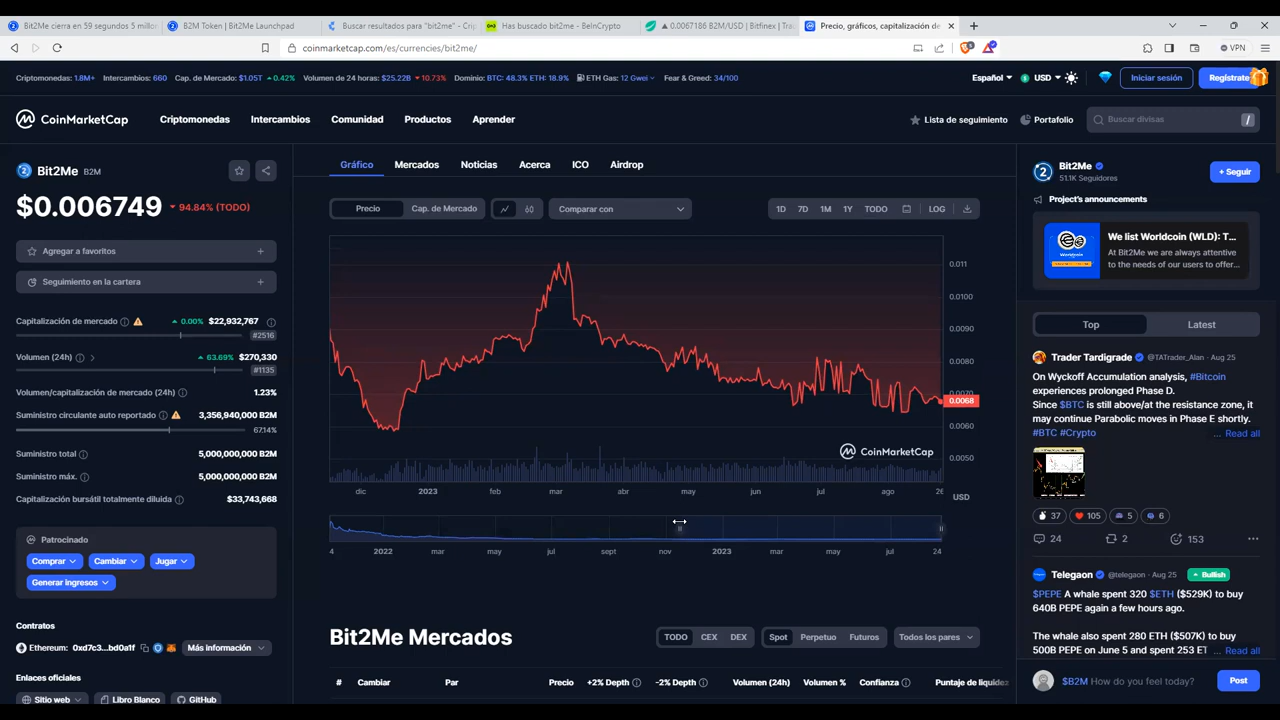 Bit2Me cierra en 59 segundos 5 millo
B2M Token | Bit2Me Launchpad
Buscar resultados para "bit2me" - Cri
Has buscado bit2me - BeInCrypto
▲ 0.0067186 B2M/USD | Bitfinex | Tra
Precio, gráficos, capitalización de
coinmarketcap.com/es/currencies/bit2me/
VPN
Criptomonedas: 1.8M+ Intercambios: 660 Cap. de Mercado: $1.05T ▲ 0.42% Volumen de 24 horas: $25.22B ▼ 10.73% Dominio: BTC: 48.3% ETH: 18.9% ETH Gas: 12 Gwei Fear & Greed: 34/100
Español USD Iniciar sesión Regístrate
CoinMarketCap Criptomonedas Intercambios Comunidad Productos Aprender
Lista de seguimiento Portafolio Buscar divisas /
Bit2Me B2M
$0.006749 ▼ 94.84% (TODO)
Agregar a favoritos +
Seguimiento en la cartera +
Capitalización de mercado ▲ 0.00% $22,932,767
#2516
Volumen (24h) ▲ 63.69% $270,330
#1135
Volumen/capitalización de mercado (24h) 1.23%
Suministro circulante auto reportado 3,356,940,000 B2M
67.14%
Suministro total 5,000,000,000 B2M
Suministro máx. 5,000,000,000 B2M
Capitalización bursátil totalmente diluida $33,743,668
Patrocinado
Comprar Cambiar Jugar
Generar ingresos
Contratos
Ethereum: 0xd7c3...bd0a1f Más información
Enlaces oficiales
Sitio web Libro Blanco GitHub
Gráfico Mercados Noticias Acerca ICO Airdrop
Precio Cap. de Mercado Comparar con 1D 7D 1M 1Y TODO LOG
0.011
0.0100
0.0090
0.0080
0.0070
0.0068
0.0060
0.0050
CoinMarketCap
dic 2023 feb mar abr may jun jul ago 26
USD
4 2022 mar may jul sept nov 2023 mar may jul 24
Bit2Me Mercados
TODO CEX DEX Spot Perpetuo Futuros Todos los pares
# Cambiar Par Precio +2% Depth -2% Depth Volumen (24h) Volumen % Confianza Puntaje de liquidez
Bit2Me
51.1K Seguidores
+ Seguir
Project's announcements
We list Worldcoin (WLD): T...
At Bit2Me we are always attentive
to the needs of our users to offer...
Top Latest
Trader Tardigrade @TATrader_Alan · Aug 25
On Wyckoff Accumulation analysis, #Bitcoin
experiences prolonged Phase D.
Since $BTC is still above/at the resistance zone, it
may continue Parabolic moves in Phase E shortly.
#BTC #Crypto ... Read all
37 105 5 6
24 2 153 ...
Telegaon @telegaon · Aug 25 Bullish
$PEPE A whale spent 320 $ETH ($529K) to buy
640B PEPE again a few hours ago.
The whale also spent 280 ETH ($507K) to buy
500B PEPE on June 5 and spent 253 ET ... Read all
$B2M How do you feel today? Post